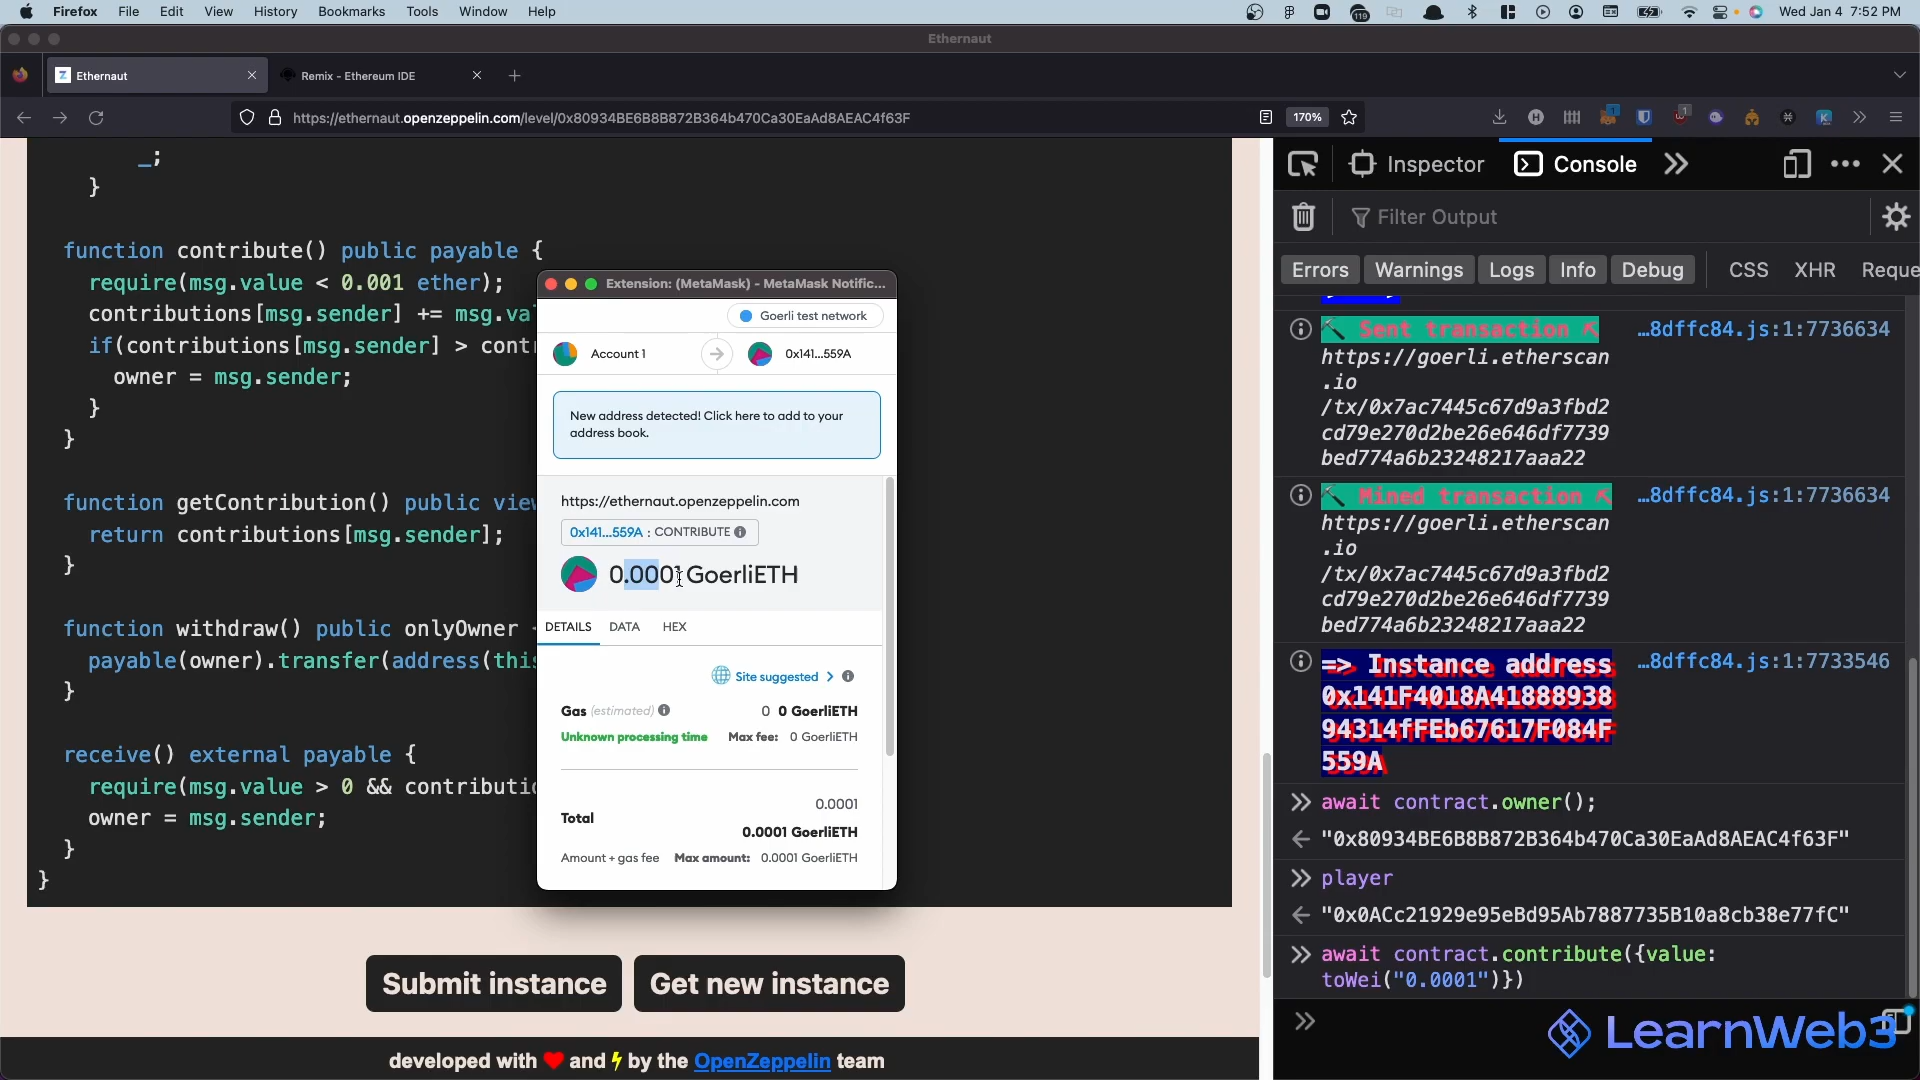 Firefox File Edit View History Bookmarks Tools Window Help
119
Wed Jan 4 7:52 PM
Ethernaut
Ethernaut
Remix - Ethereum IDE
https://ethernaut.openzeppelin.com/level/0x80934BE6B8B872B364b470Ca30EaAd8AEAC4f63F
170%
_;
}
function contribute() public payable {
require(msg.value < 0.001 ether);
contributions[msg.sender] += msg.va
if(contributions[msg.sender] > cont
owner = msg.sender;
}
}
function getContribution() public view
return contributions[msg.sender];
}
function withdraw() public onlyOwner
payable(owner).transfer(address(this
}
receive() external payable {
require(msg.value > 0 && contributi
owner = msg.sender;
}
}
Extension: (MetaMask) - MetaMask Notific...
Goerli test network
Account 1
0x141...559A
New address detected! Click here to add to your
address book.
https://ethernaut.openzeppelin.com
0x141...559A : CONTRIBUTE
0.0001 GoerliETH
DETAILS DATA HEX
Site suggested
Gas (estimated) 0 0 GoerliETH
Unknown processing time Max fee: 0 GoerliETH
0.0001
Total
0.0001 GoerliETH
Amount + gas fee Max amount: 0.0001 GoerliETH
Submit instance
Get new instance
developed with ❤ and ⚡ by the OpenZeppelin team
Inspector Console
Filter Output
Errors Warnings Logs Info Debug CSS XHR Reque
Sent transaction …8dffc84.js:1:7736634
https://goerli.etherscan
.io
/tx/0x7ac7445c67d9a3fbd2
cd79e270d2be26e646df7739
bed774a6b23248217aaa22
Mined transaction …8dffc84.js:1:7736634
https://goerli.etherscan
.io
/tx/0x7ac7445c67d9a3fbd2
cd79e270d2be26e646df7739
bed774a6b23248217aaa22
=> Instance address …8dffc84.js:1:7733546
0x141F4018A41888938
94314fFEb67617F084F
559A
await contract.owner();
"0x80934BE6B8B872B364b470Ca30EaAd8AEAC4f63F"
player
"0x0ACc21929e95eBd95Ab7887735B10a8cb38e77fC"
await contract.contribute({value:
toWei("0.0001")})
LearnWeb3